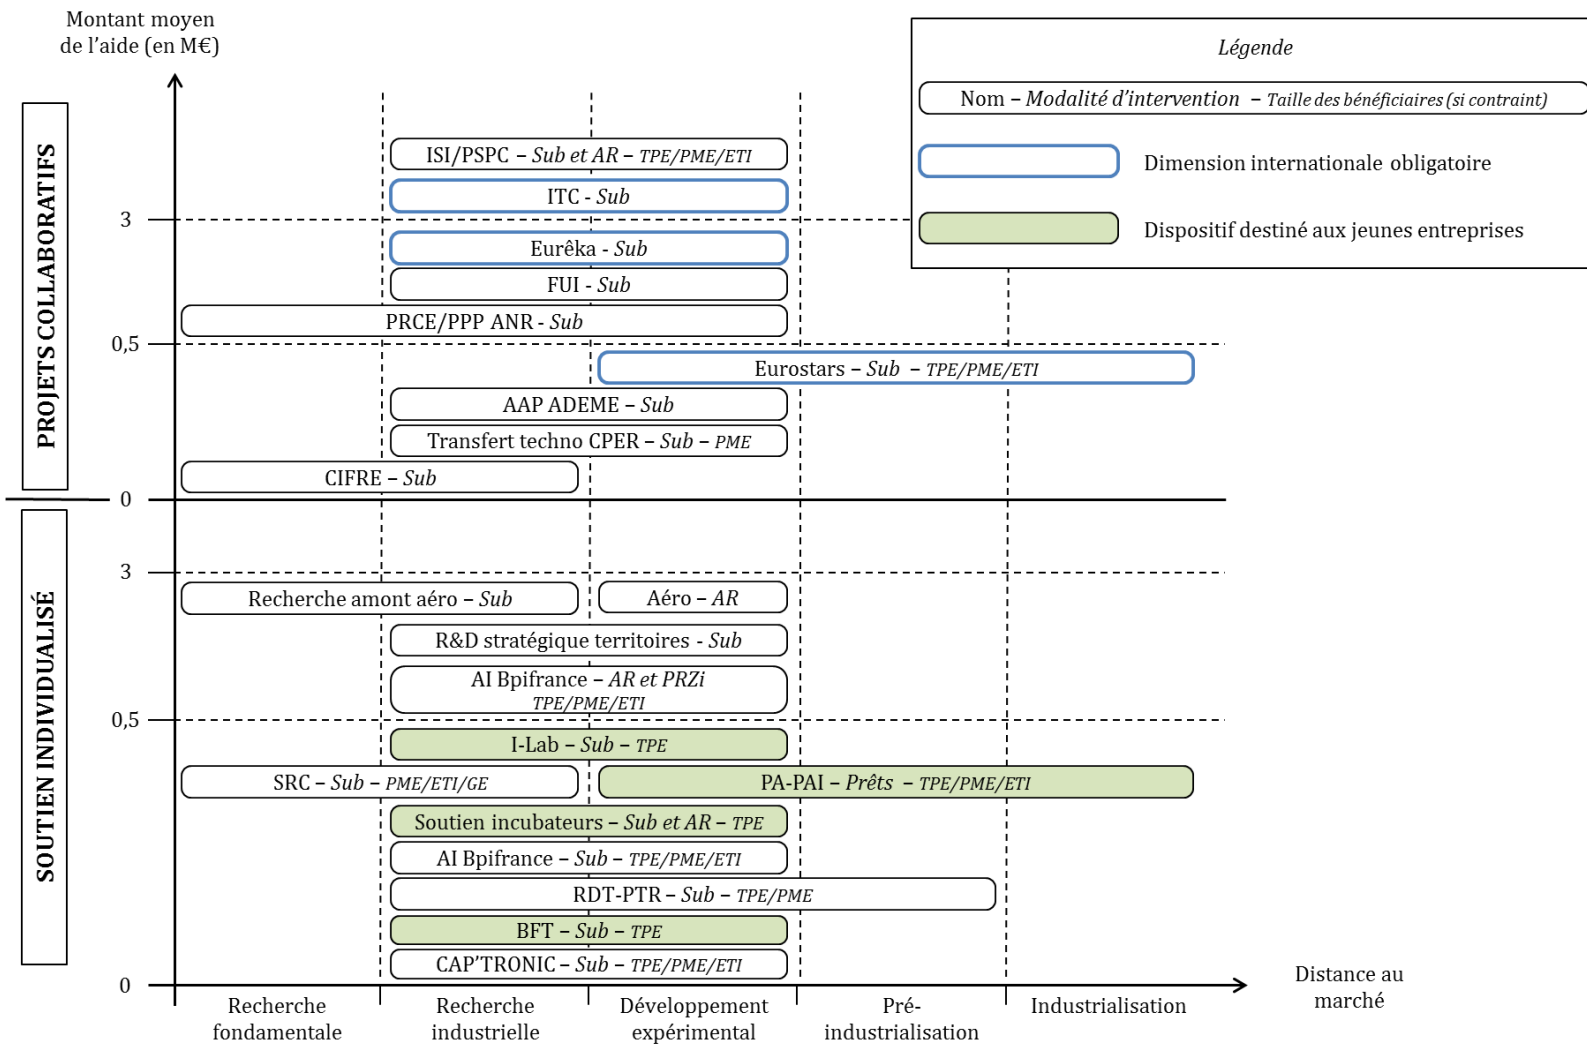 Montant moyen
de l'aide (en M€)
Légende
Nom – Modalité d'intervention – Taille des bénéficiaires (si contraint)
Dimension internationale obligatoire
Dispositif destiné aux jeunes entreprises
PROJETS COLLABORATIFS
ISI/PSPC – Sub et AR – TPE/PME/ETI
ITC - Sub
3
Eurêka - Sub
FUI - Sub
PRCE/PPP ANR - Sub
0,5
Eurostars – Sub – TPE/PME/ETI
AAP ADEME – Sub
Transfert techno CPER – Sub – PME
CIFRE – Sub
0
SOUTIEN INDIVIDUALISÉ
3
Recherche amont aéro – Sub
Aéro – AR
R&D stratégique territoires - Sub
AI Bpifrance – AR et PRZi
TPE/PME/ETI
0,5
I-Lab – Sub – TPE
SRC – Sub – PME/ETI/GE
PA-PAI – Prêts – TPE/PME/ETI
Soutien incubateurs – Sub et AR – TPE
AI Bpifrance – Sub – TPE/PME/ETI
RDT-PTR – Sub – TPE/PME
BFT – Sub – TPE
CAP'TRONIC – Sub – TPE/PME/ETI
0
Recherche
fondamentale
Recherche
industrielle
Développement
expérimental
Pré-
industrialisation
Industrialisation
Distance au
marché